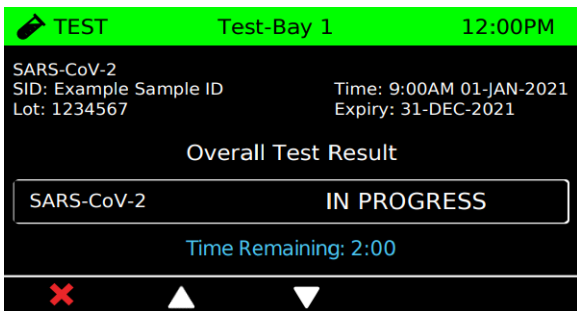 TEST Test-Bay 1 12:00PM
SARS-CoV-2
SID: Example Sample ID Time: 9:00AM 01-JAN-2021
Lot: 1234567 Expiry: 31-DEC-2021
Overall Test Result
SARS-CoV-2 IN PROGRESS
Time Remaining: 2:00